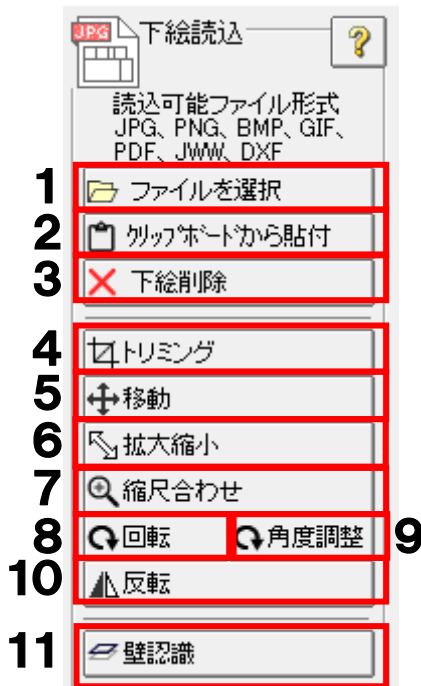 JPG 下絵読込 ?
読込可能ファイル形式
JPG、PNG、BMP、GIF、
PDF、JWW、DXF
1 ファイルを選択
2 クリップボードから貼付
3 下絵削除
4 トリミング
5 移動
6 拡大縮小
7 縮尺合わせ
8 回転 角度調整 9
10 反転
11 壁認識